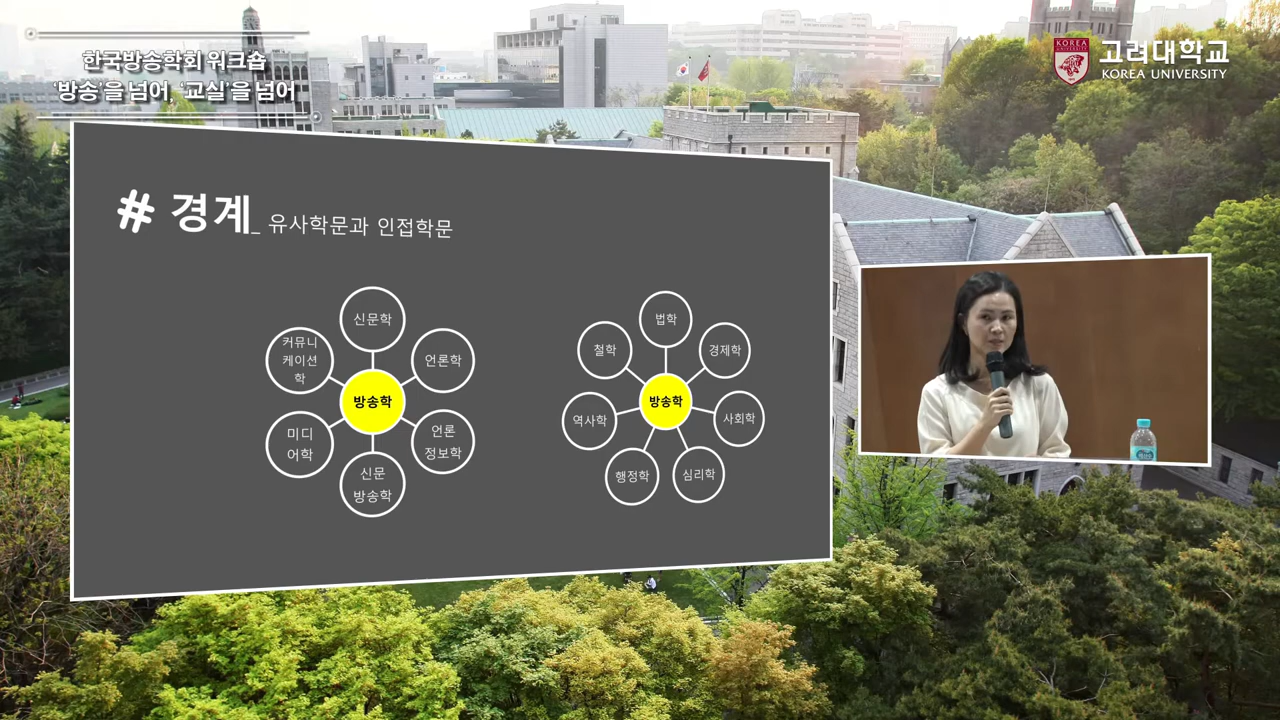 한국방송학회 워크숍
'방송'을 넘어, '교실'을 넘어
KOREA
UNIVERSITY
고려대학교
KOREA UNIVERSITY
# 경계_ 유사학문과 인접학문
신문학
언론학
언론
정보학
신문
방송학
미디
어학
커뮤니
케이션
학
방송학
법학
경제학
사회학
심리학
행정학
역사학
철학
방송학